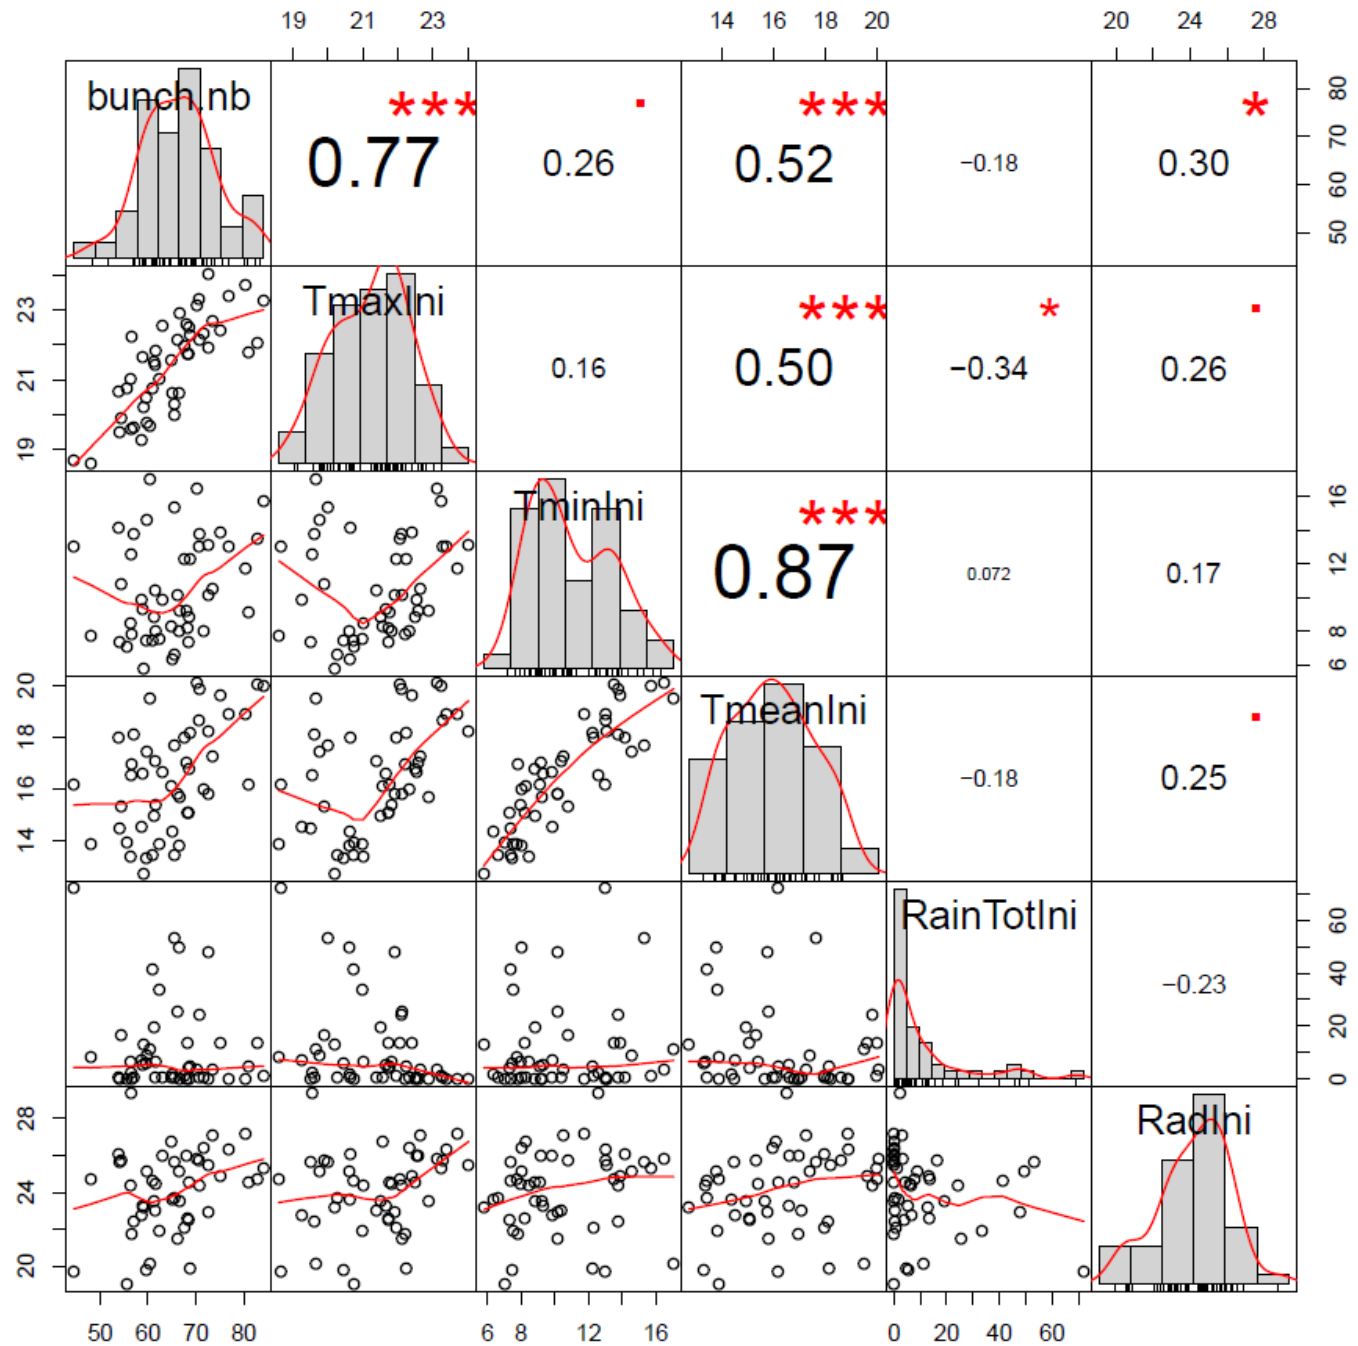 19 21 23 14 16 18 20 20 24 28
bunch.nb *** . *** * 80
0.77 0.26 0.52 −0.18 0.30 70
60
50
TmaxIni *** * .
23
0.16 0.50 −0.34 0.26
21
19
TminIni *** 16
0.87 0.072 0.17 12
8
6
20 TmeanIni .
18
−0.18 0.25
16
14
RainTotIni 60
−0.23 40
20
0
28 RadIni
24
20
50 60 70 80 6 8 12 16 0 20 40 60